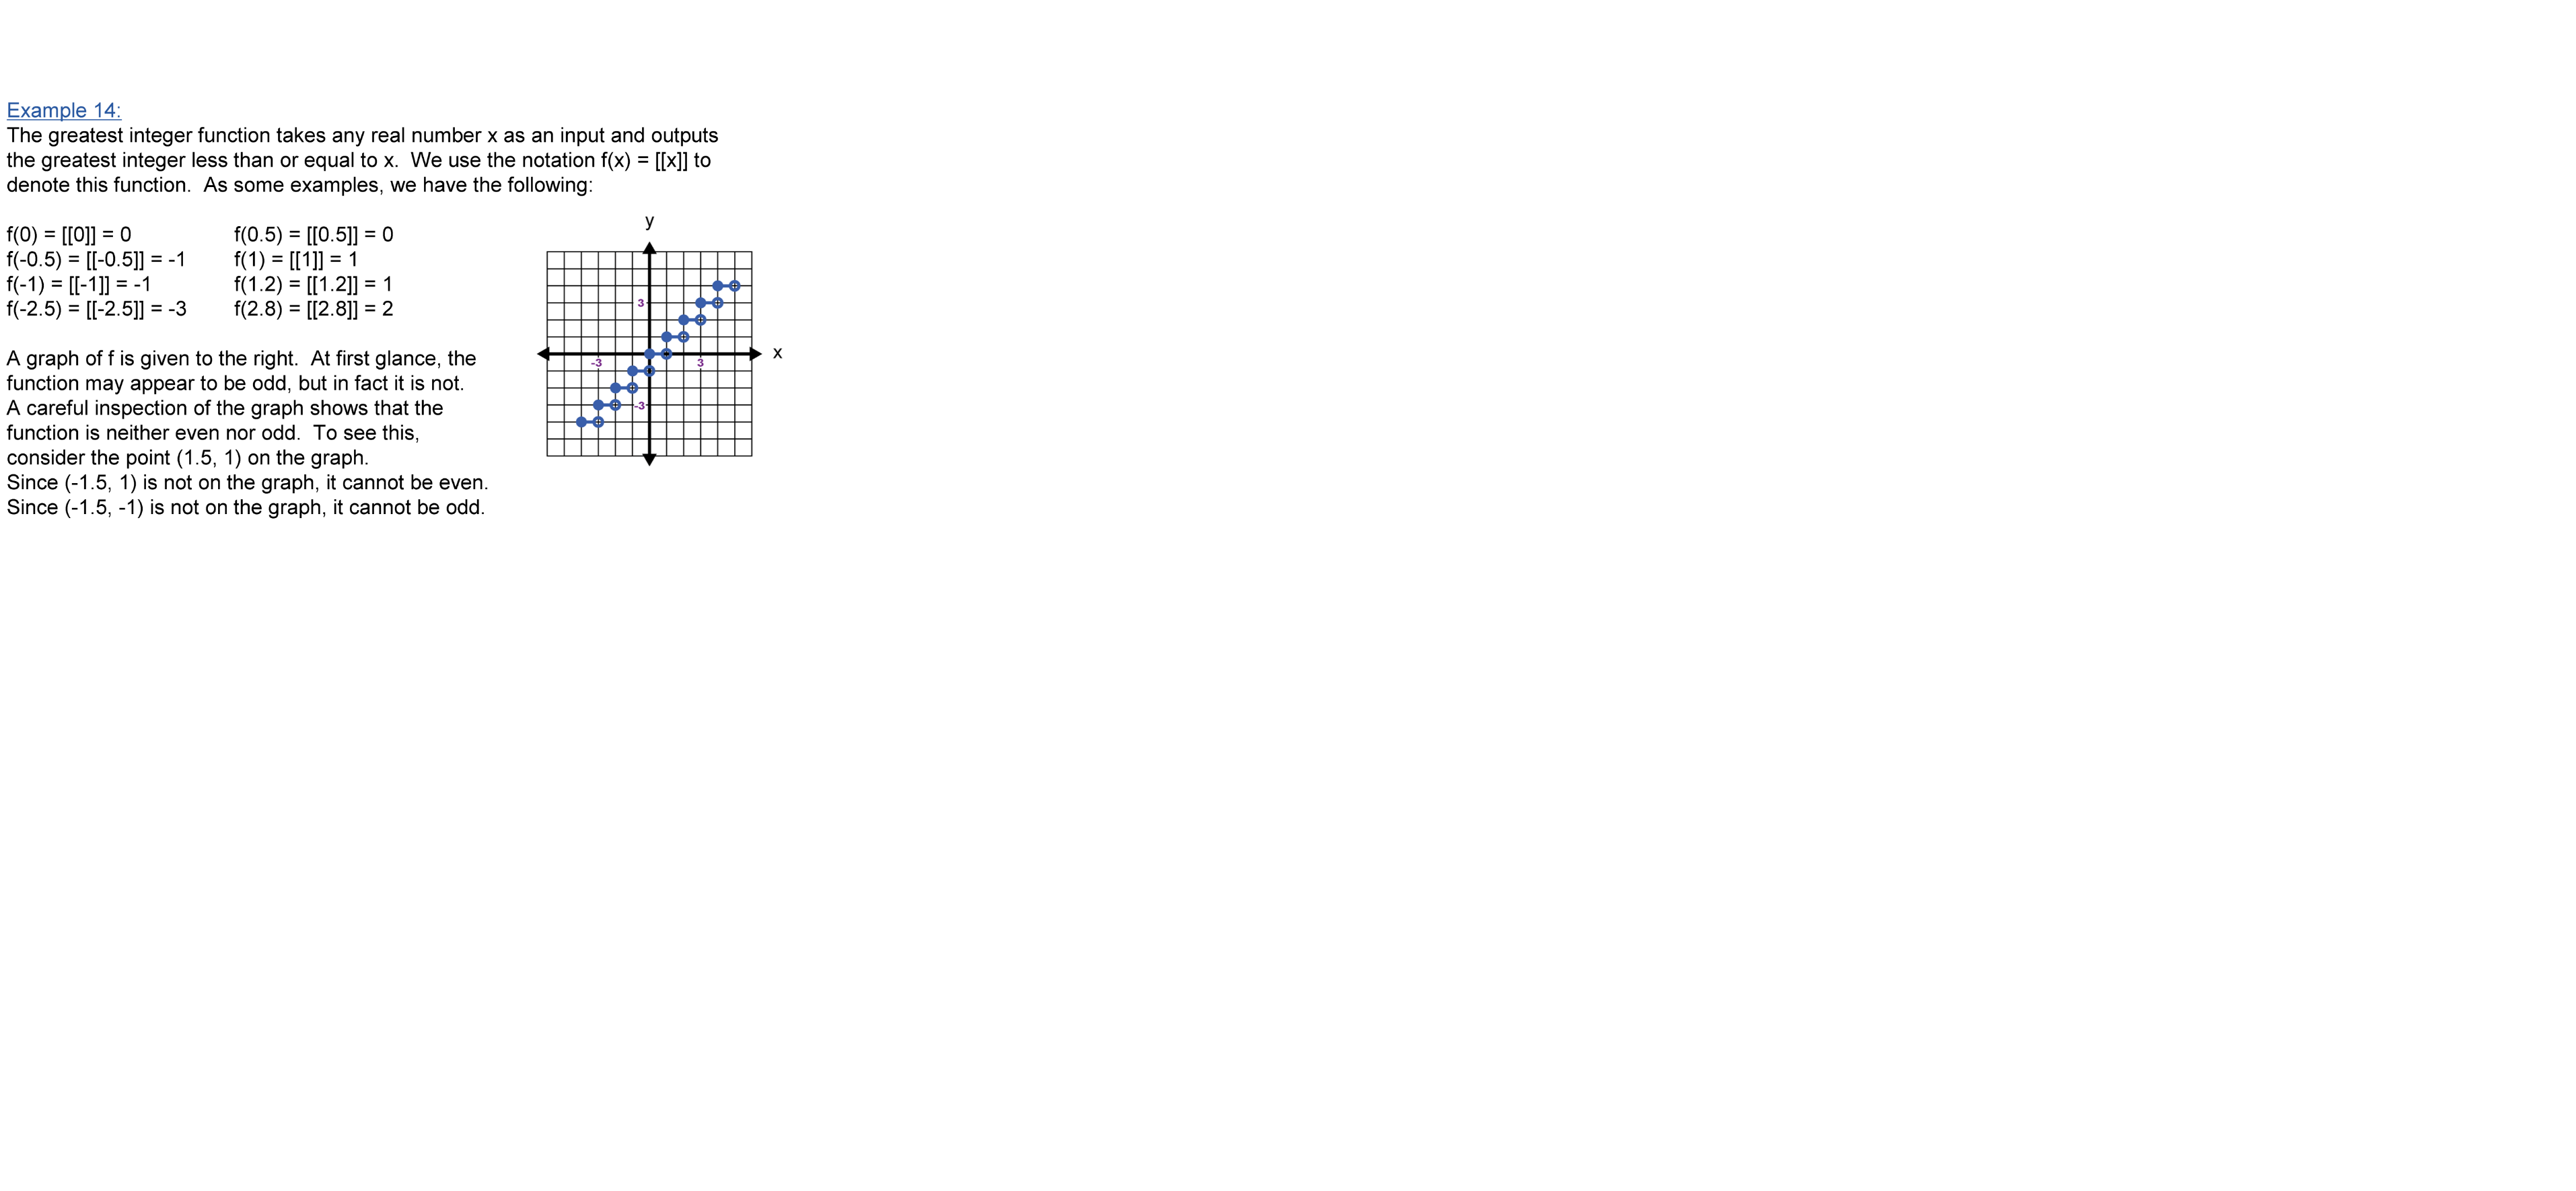 Example 14:
The greatest integer function takes any real number x as an input and outputs
the greatest integer less than or equal to x.  We use the notation f(x) = [[x]] to
denote this function.  As some examples, we have the following:
f(0) = [[0]] = 0
f(0.5) = [[0.5]] = 0
f(-0.5) = [[-0.5]] = -1
f(1) = [[1]] = 1
f(-1) = [[-1]] = -1
f(1.2) = [[1.2]] = 1
f(-2.5) = [[-2.5]] = -3
f(2.8) = [[2.8]] = 2
A graph of f is given to the right.  At first glance, the
function may appear to be odd, but in fact it is not.
A careful inspection of the graph shows that the
function is neither even nor odd.  To see this,
consider the point (1.5, 1) on the graph.
Since (-1.5, 1) is not on the graph, it cannot be even.
Since (-1.5, -1) is not on the graph, it cannot be odd.
y
3
x
-3
3
-3